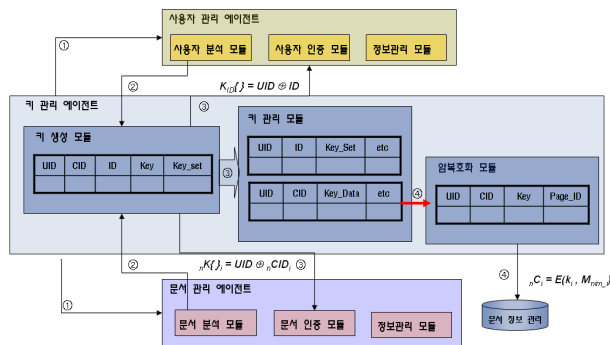 사용자 관리 에이전트
①
사용자 분석 모듈 사용자 인증 모듈 정보관리 모듈
②
K_ID{ } = UID ⊕ ID
키 관리 에이전트
③
키 생성 모듈
키 관리 모듈
UID ID Key_Set etc
암복호화 모듈
UID CID ID Key Key_set
③
UID CID Key_Data etc
④
UID CID Key Page_ID
nK{ }i = UID ⊕ nCIDi ③
②
④
①
문서 관리 에이전트
문서 분석 모듈 문서 인증 모듈 정보관리 모듈
문서 정보 관리